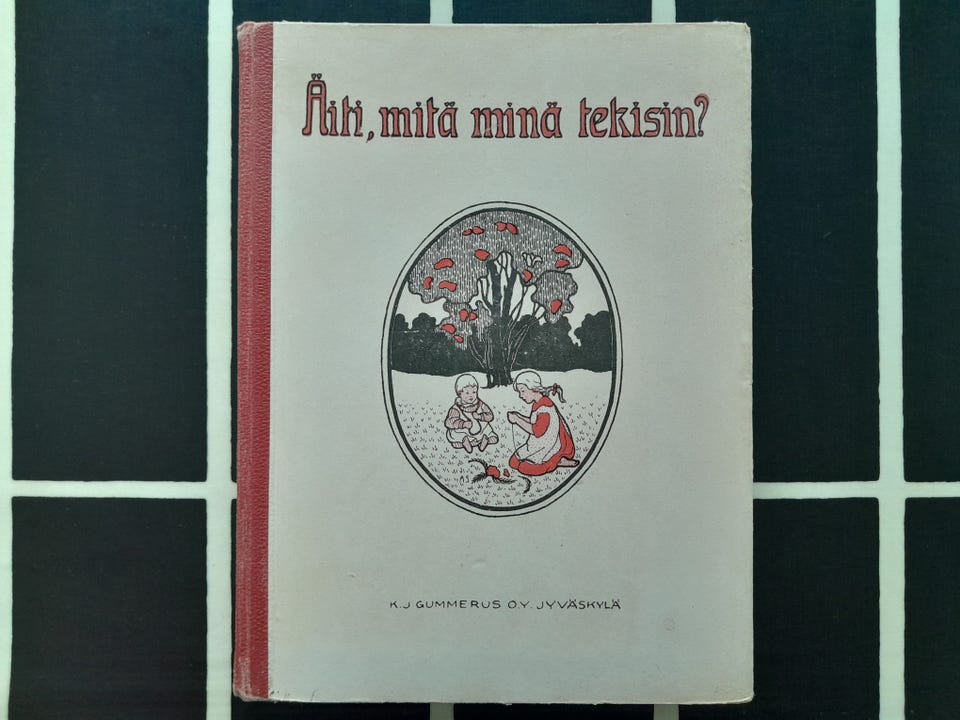 Äiti, mitä minä tekisin?
K.J GUMMERUS O.Y. JYVÄSKYLÄ